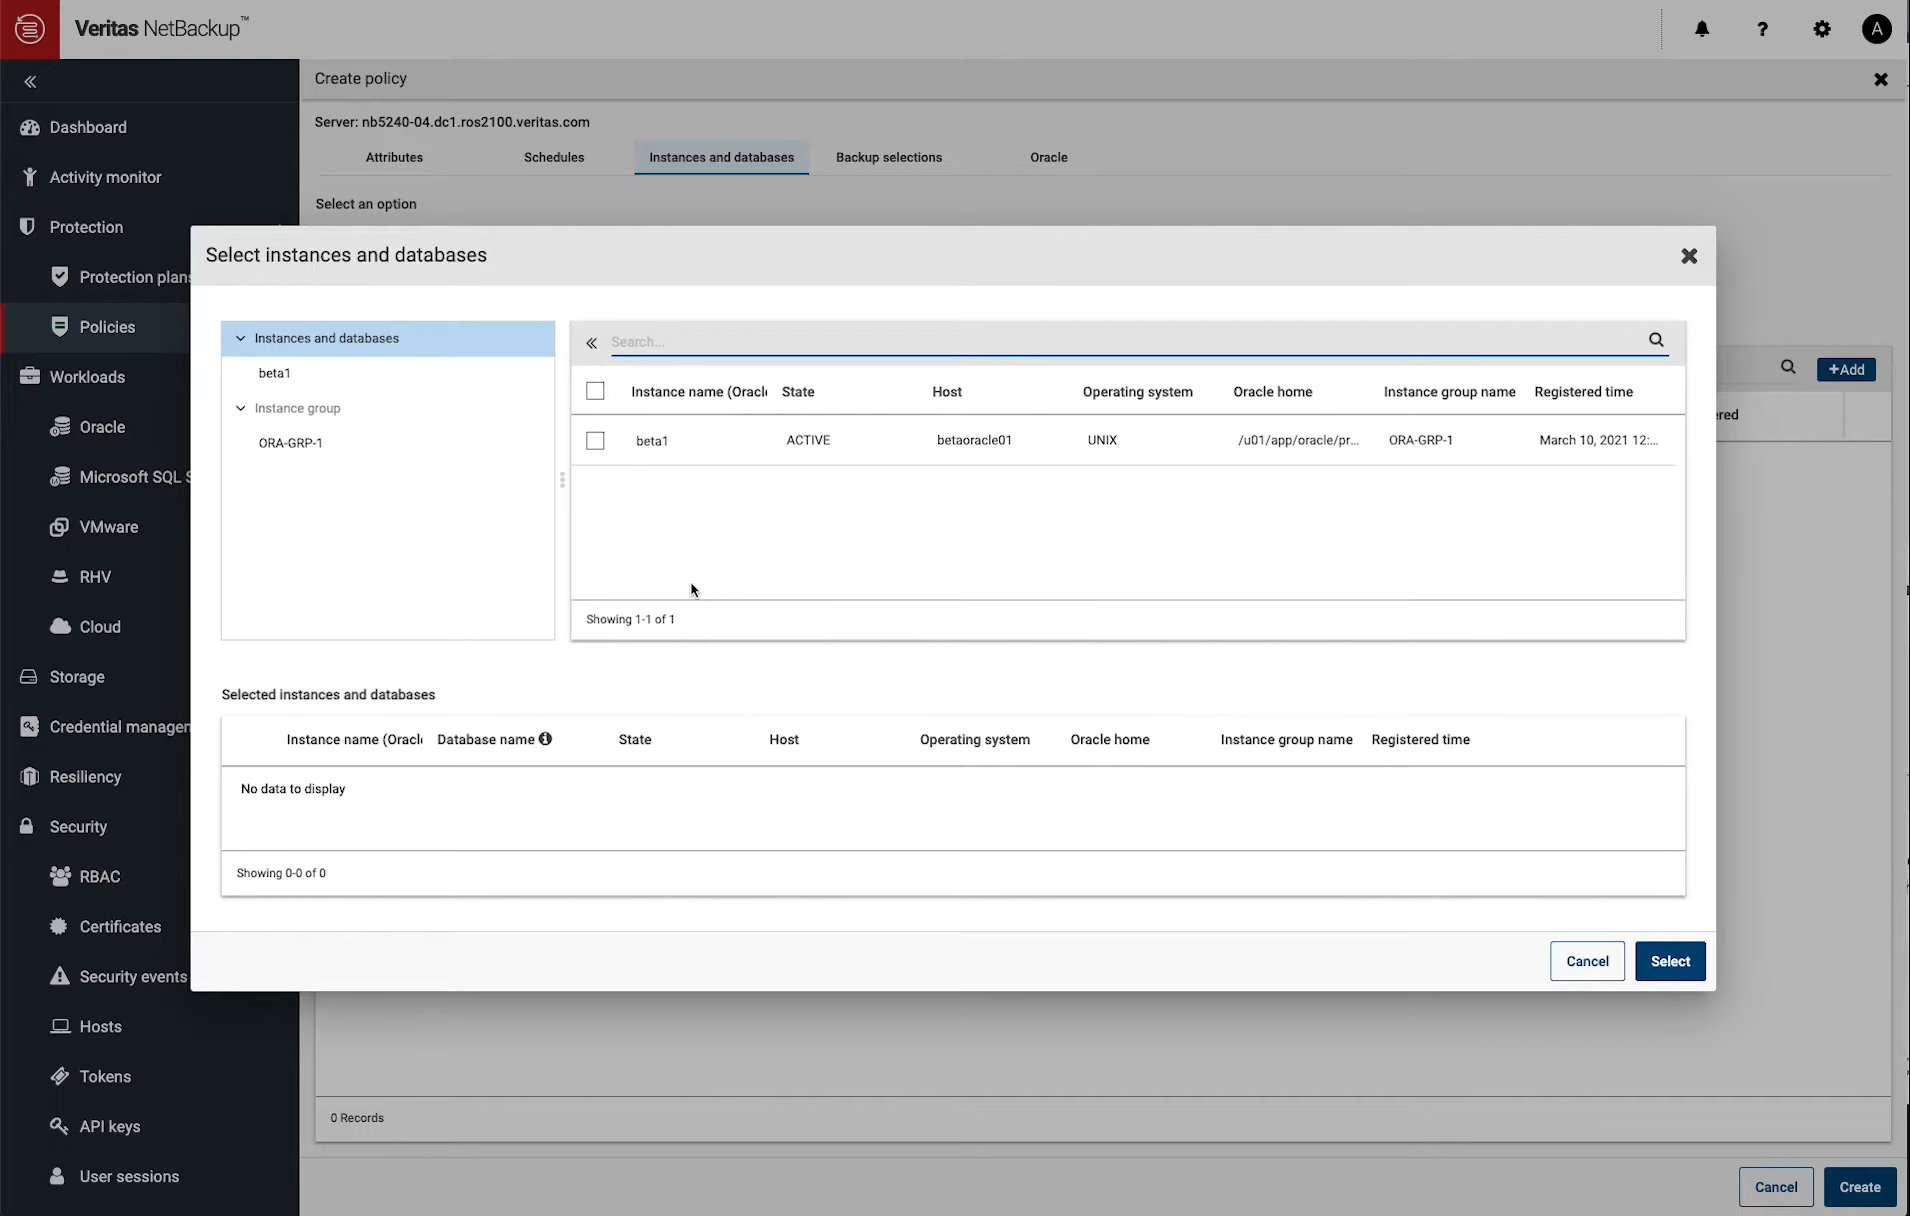 Veritas NetBackup™
?
A
Create policy
Server: nb5240-04.dc1.ros2100.veritas.com
Attributes
Schedules
Instances and databases
Backup selections
Oracle
Select an option
Dashboard
Activity monitor
Protection
Protection plans
Policies
Workloads
Oracle
Microsoft SQL S
VMware
RHV
Cloud
Storage
Credential managen
Resiliency
Security
RBAC
Certificates
Security events
Hosts
Tokens
API keys
User sessions
Select instances and databases
Instances and databases
beta1
Instance group
ORA-GRP-1
Search...
Instance name (Oracle State Host Operating system Oracle home Instance group name Registered time
beta1 ACTIVE betaoracle01 UNIX /u01/app/oracle/pr... ORA-GRP-1 March 10, 2021 12:...
Showing 1-1 of 1
Selected instances and databases
Instance name (Oracle Database name State Host Operating system Oracle home Instance group name Registered time
No data to display
Showing 0-0 of 0
Cancel
Select
+Add
ered
0 Records
Cancel
Create